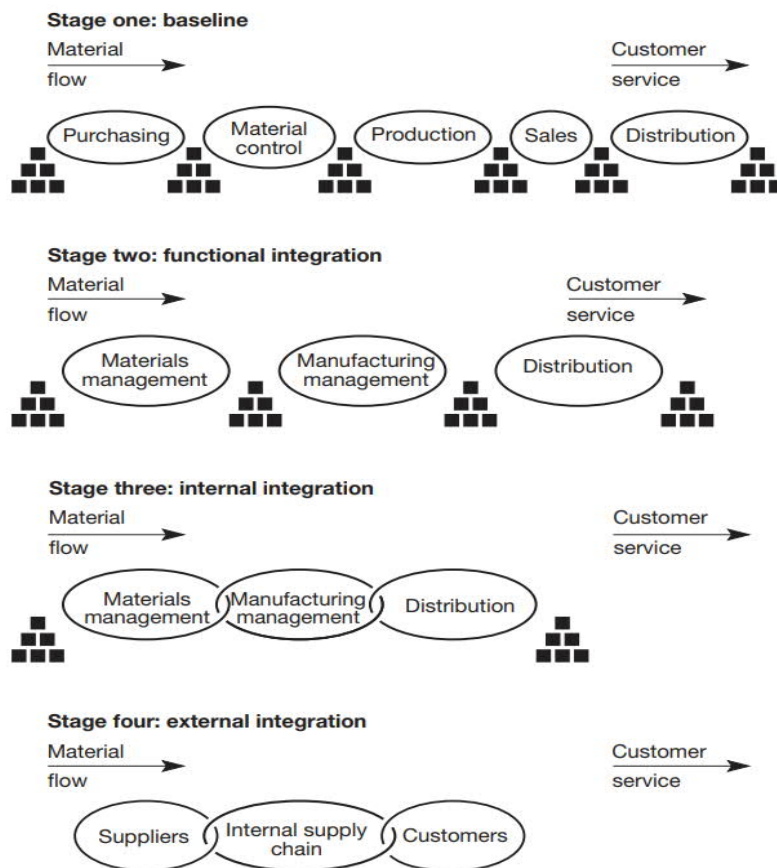 Stage one: baseline
Material
flow
Customer
service
Purchasing
Material
control
Production
Sales
Distribution
Stage two: functional integration
Material
flow
Customer
service
Materials
management
Manufacturing
management
Distribution
Stage three: internal integration
Material
flow
Customer
service
Materials
management
Manufacturing
management
Distribution
Stage four: external integration
Material
flow
Customer
service
Suppliers
Internal supply
chain
Customers